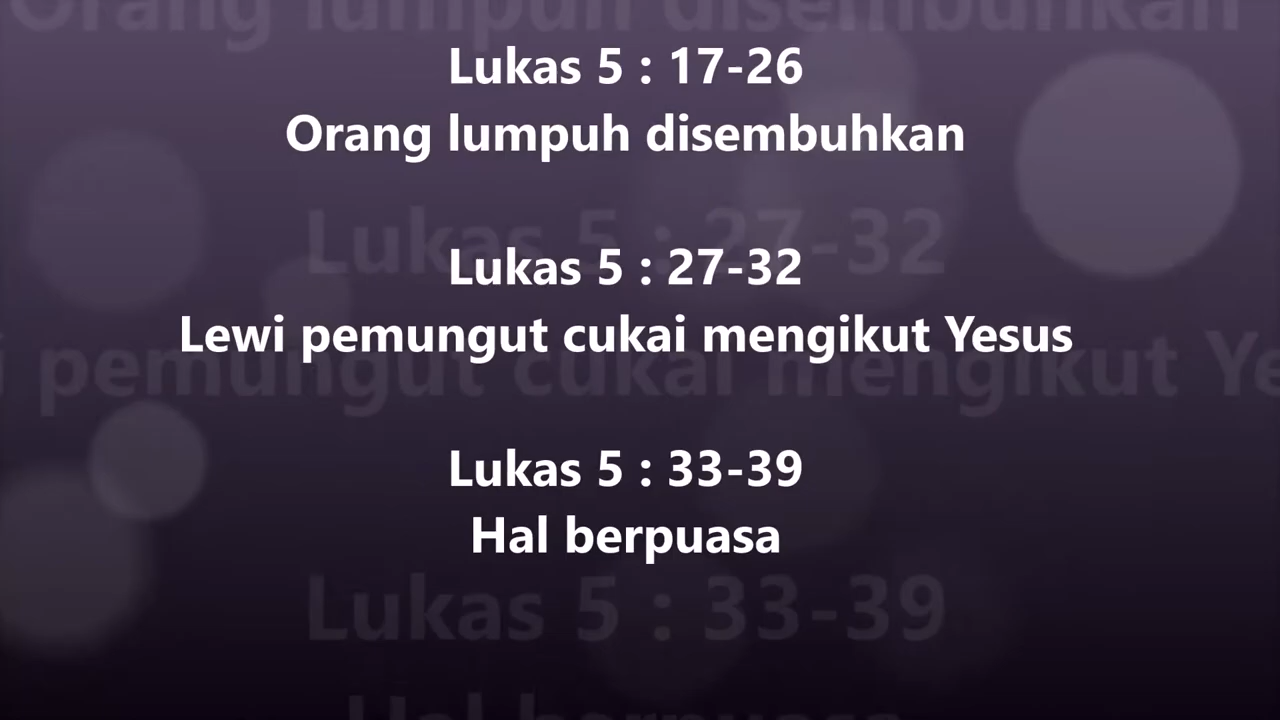 Lukas 5 : 17-26
Orang lumpuh disembuhkan
Lukas 5 : 27-32
Lewi pemungut cukai mengikut Yesus
Lukas 5 : 33-39
Hal berpuasa